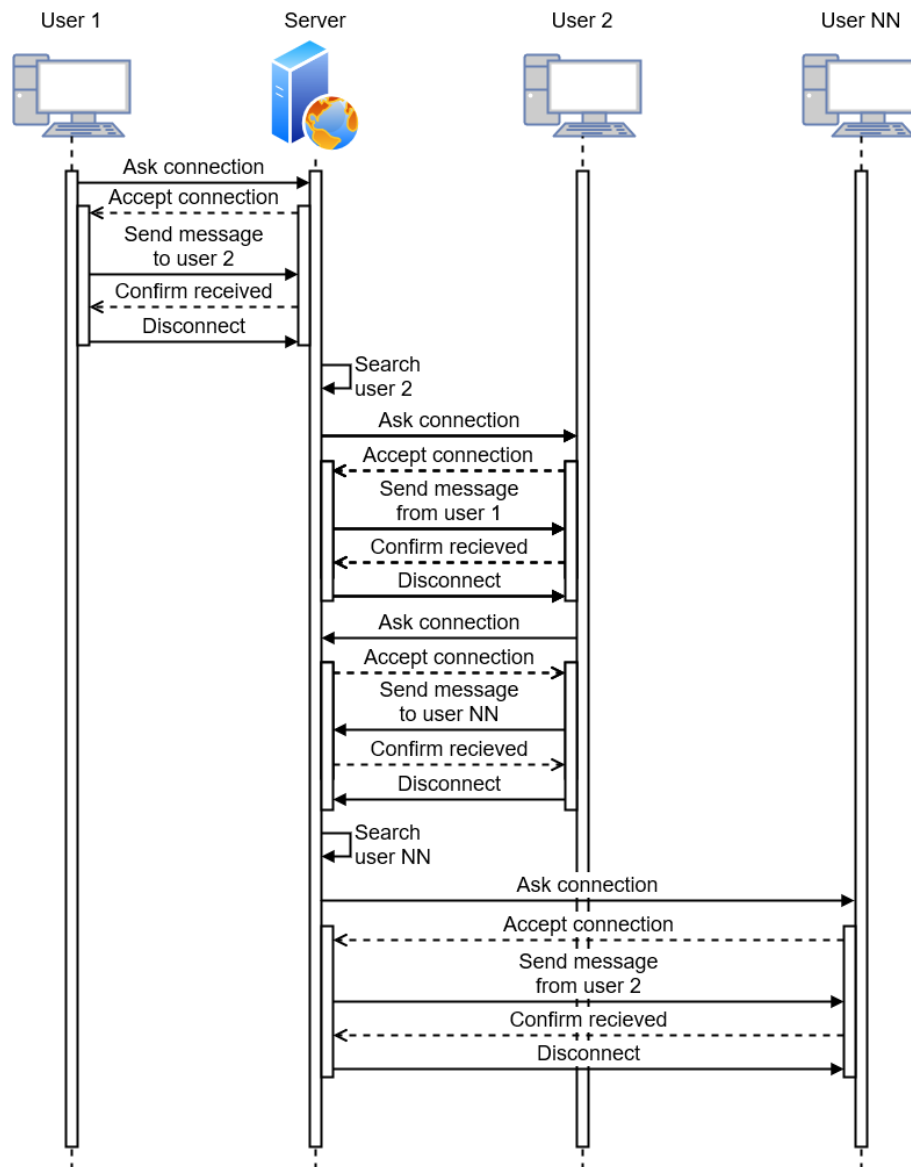 User 1
Server
User 2
User NN
Ask connection
Accept connection
Send message
to user 2
Confirm received
Disconnect
Search
user 2
Ask connection
Accept connection
Send message
from user 1
Confirm recieved
Disconnect
Ask connection
Accept connection
Send message
to user NN
Confirm recieved
Disconnect
Search
user NN
Ask connection
Accept connection
Send message
from user 2
Confirm recieved
Disconnect